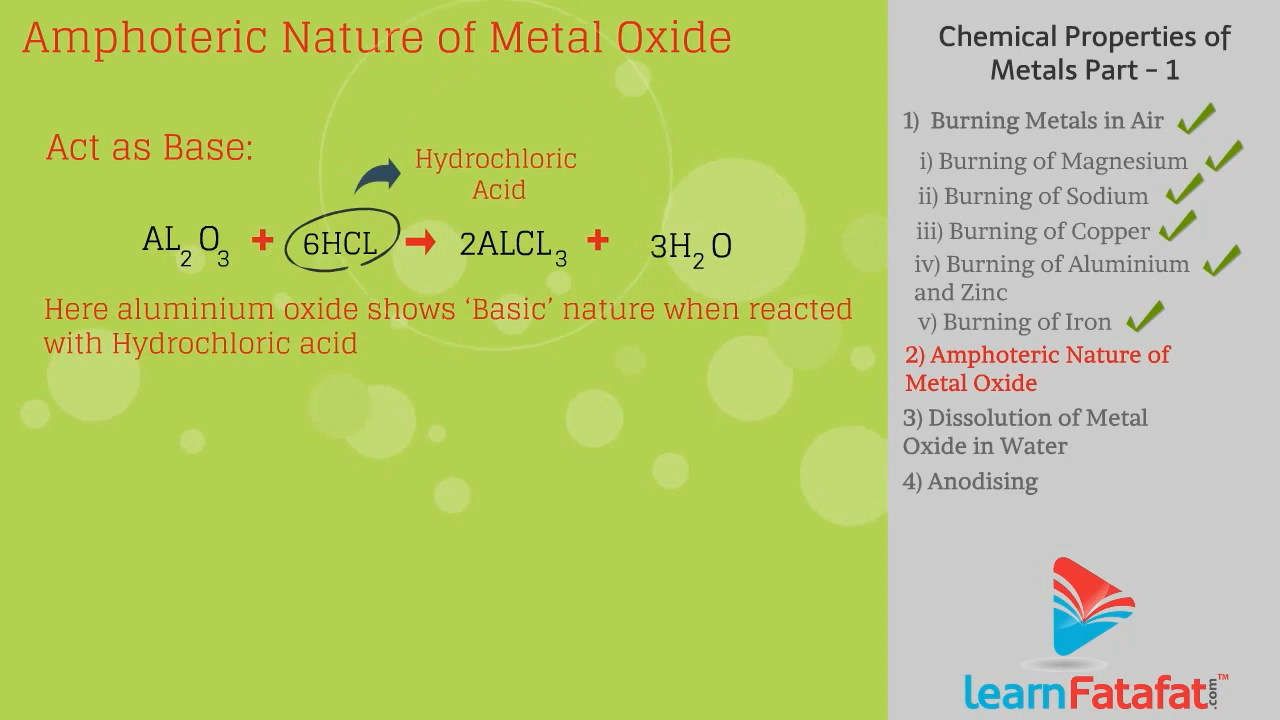 Amphoteric Nature of Metal Oxide
Act as Base:
Hydrochloric
Acid
AL2O3 + 6HCL → 2ALCL3 + 3H2O
Here aluminium oxide shows ‘Basic’ nature when reacted
with Hydrochloric acid
Chemical Properties of
Metals Part – 1
1) Burning Metals in Air
i) Burning of Magnesium
ii) Burning of Sodium
iii) Burning of Copper
iv) Burning of Aluminium
and Zinc
v) Burning of Iron
2) Amphoteric Nature of
Metal Oxide
3) Dissolution of Metal
Oxide in Water
4) Anodising
learnFatafat.com™